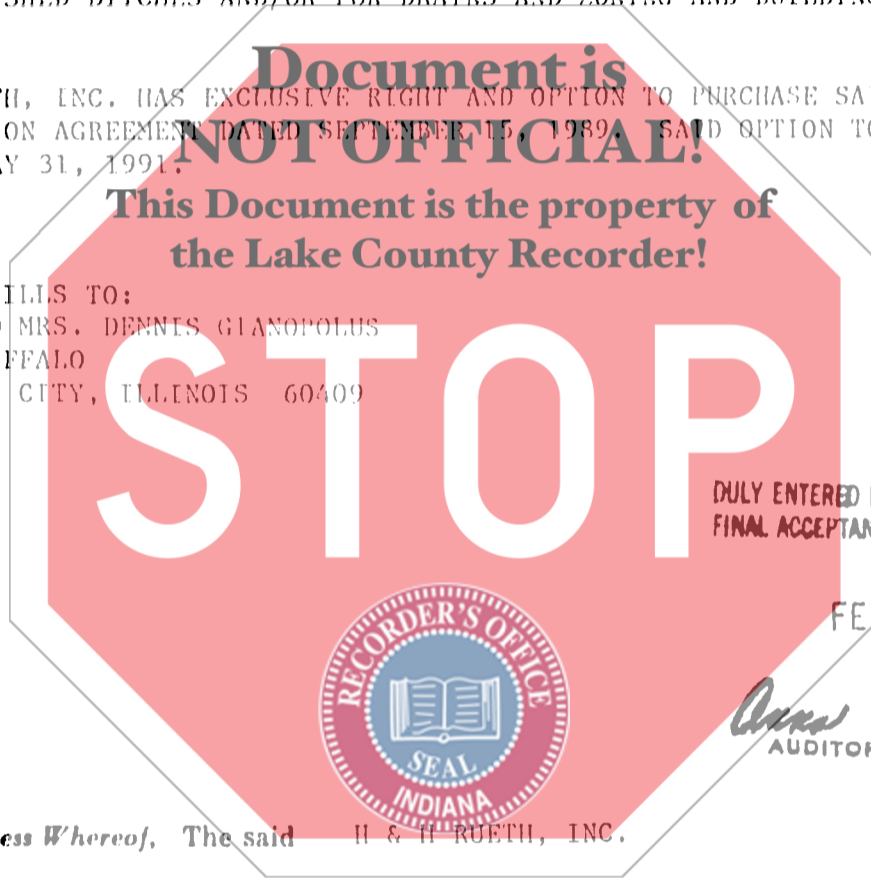 Document is
TH, INC. HAS EXCLUSIVE RIGHT AND OPTION TO PURCHASE SA
ON AGREEMENT DATED SEPTEMBER 15, 1989. SAID OPTION TO
NOT OFFICIAL!
Y 31, 1991.
This Document is the property of
the Lake County Recorder!
ILLS TO:
MRS. DENNIS GIANOPOLUS
FFALO
CITY, ILLINOIS 60409
STOP
DULY ENTERED
FINAL ACCEPTAN
FE
RECORDER'S OFFICE
SEAL
INDIANA
Anna
AUDITOR
ess Whereof, The said H & H RUETH, INC.